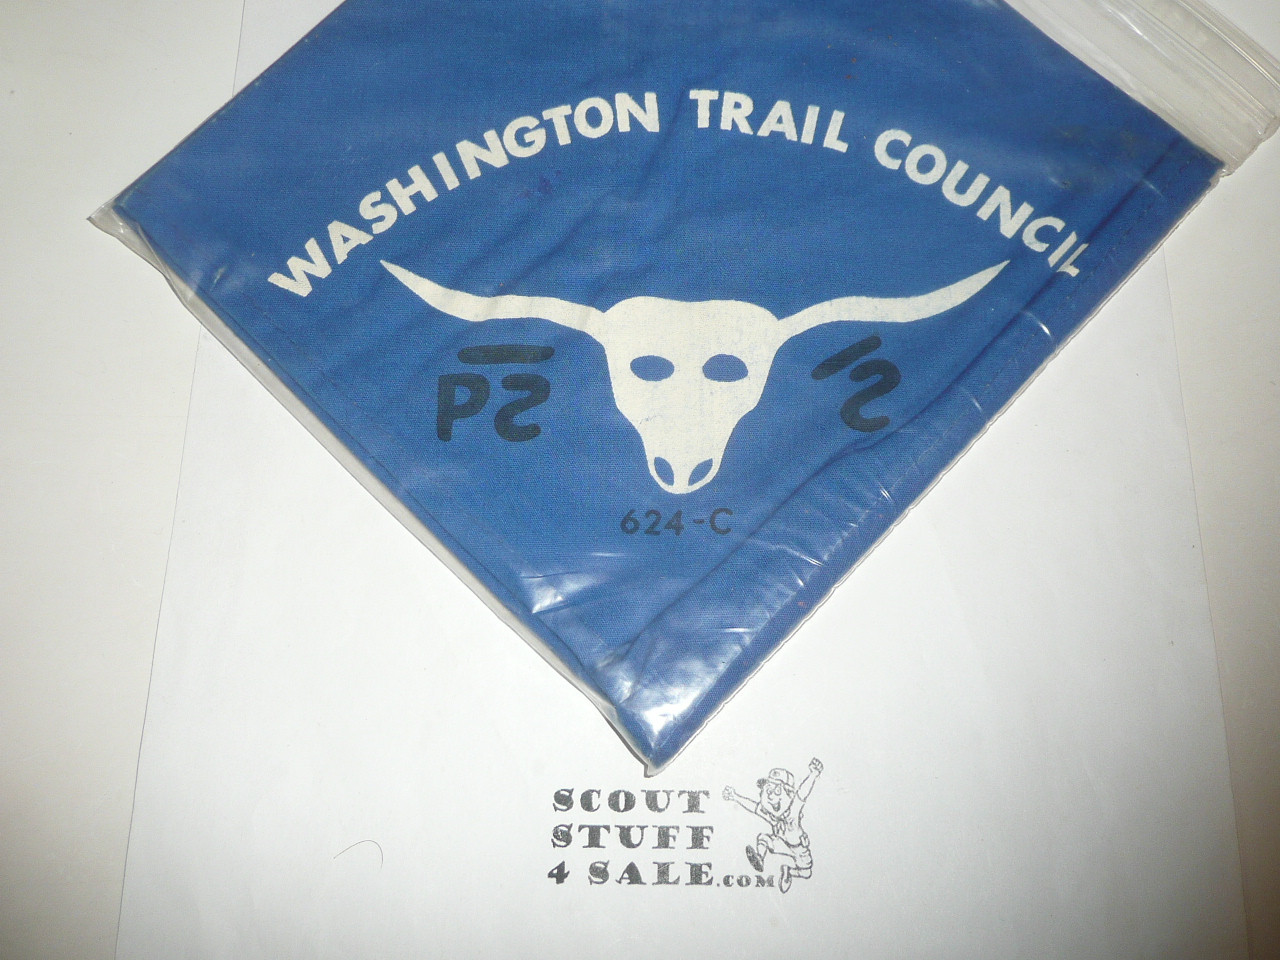 WASHINGTON TRAIL COUNCIL
624-C
SCOUT
STUFF
4 SALE.COM